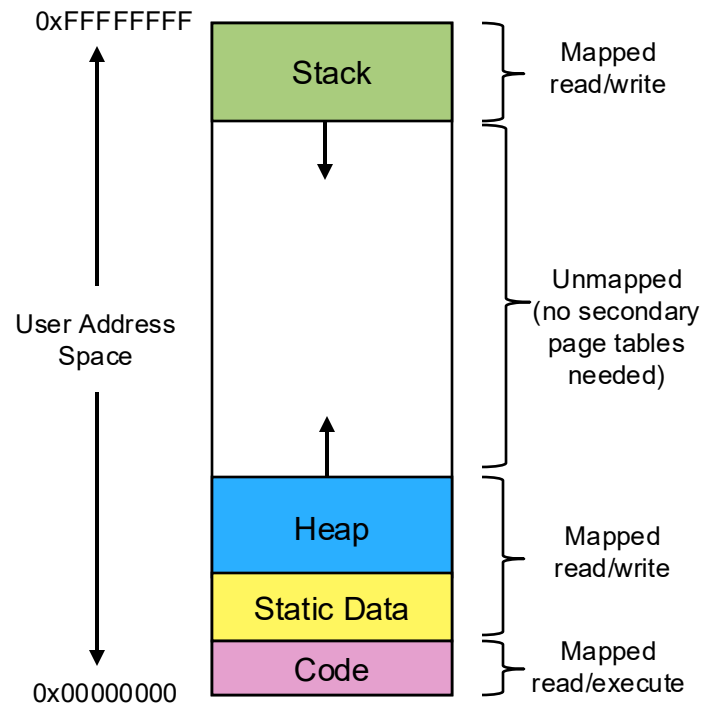 0xFFFFFFFF
Stack
Mapped
read/write
Unmapped
(no secondary
page tables
needed)
User Address
Space
Heap
Mapped
read/write
Static Data
Code
Mapped
read/execute
0x00000000